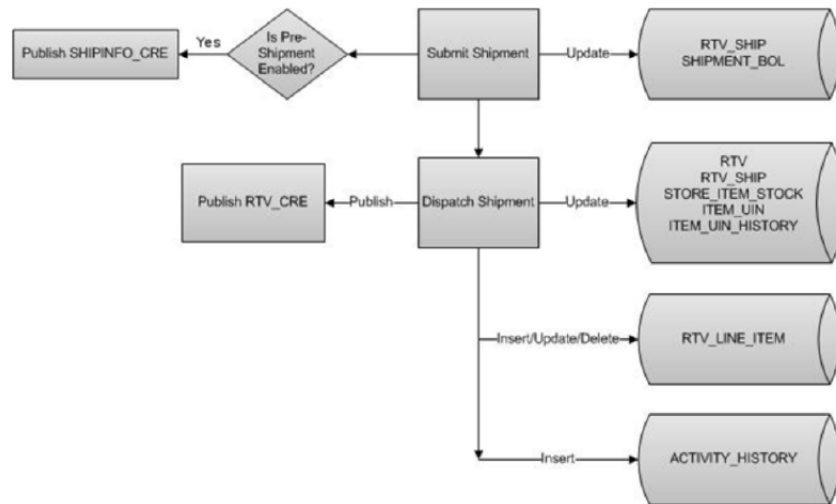 Publish SHIPINFO_CRE
Yes
Is Pre-
Shipment
Enabled?
Submit Shipment
Update
RTV_SHIP
SHIPMENT_BOL
Publish RTV_CRE
Publish
Dispatch Shipment
Update
RTV
RTV_SHIP
STORE_ITEM_STOCK
ITEM_UIN
ITEM_UIN_HISTORY
Insert/Update/Delete
RTV_LINE_ITEM
Insert
ACTIVITY_HISTORY